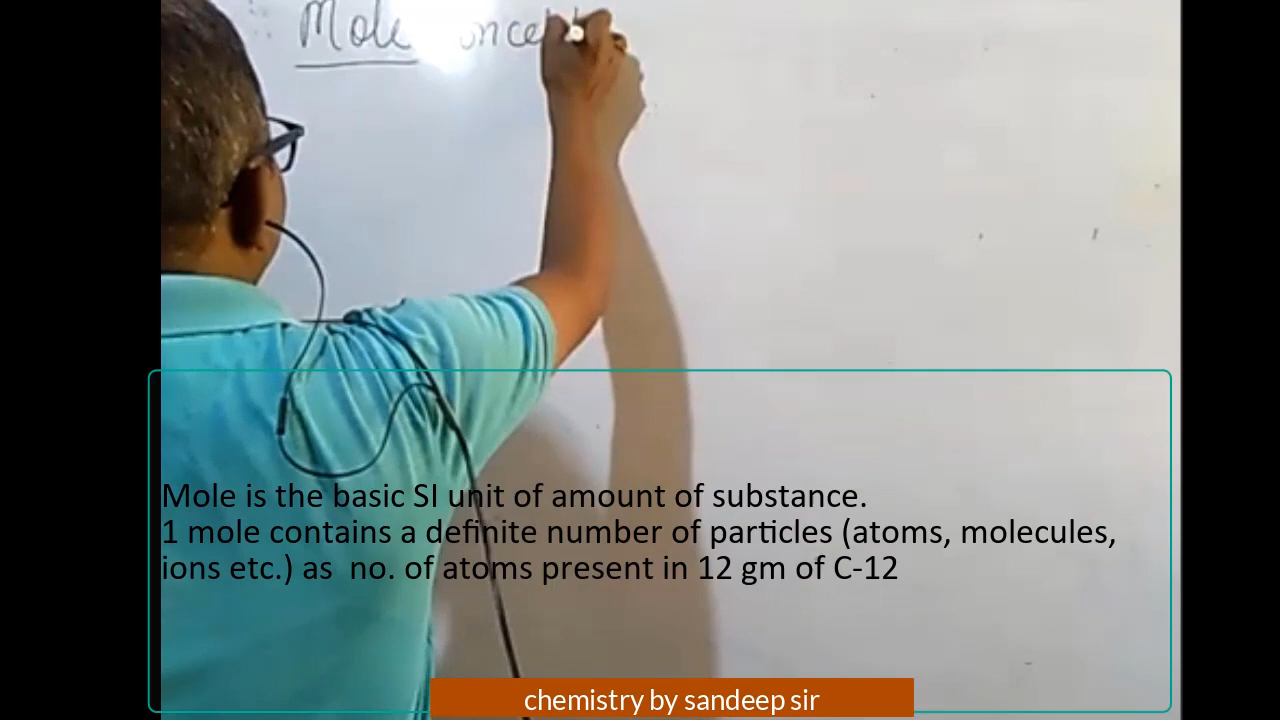 Mole once
Mole is the basic SI unit of amount of substance.
1 mole contains a definite number of particles (atoms, molecules,
ions etc.) as  no. of atoms present in 12 gm of C-12
chemistry by sandeep sir